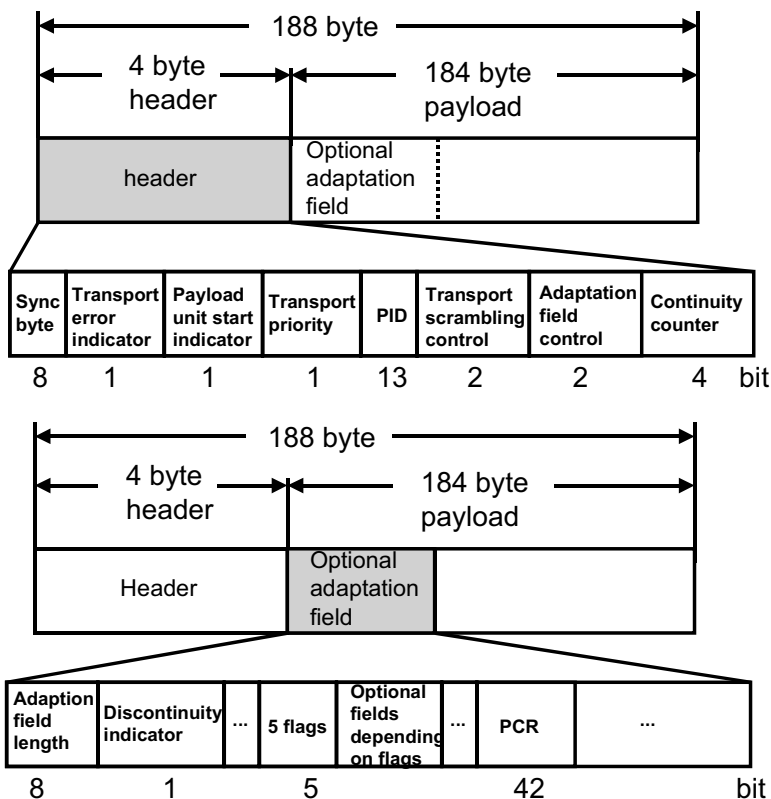 188 byte
4 byte
header
184 byte
payload
header
Optional
adaptation
field
Sync
byte
Transport
error
indicator
Payload
unit start
indicator
Transport
priority
PID
Transport
scrambling
control
Adaptation
field
control
Continuity
counter
8 1 1 1 13 2 2 4 bit
188 byte
4 byte
header
184 byte
payload
Header
Optional
adaptation
field
Adaption
field
length
Discontinuity
indicator
...
5 flags
Optional
fields
depending
on flags
...
PCR
...
8 1 5 42 bit